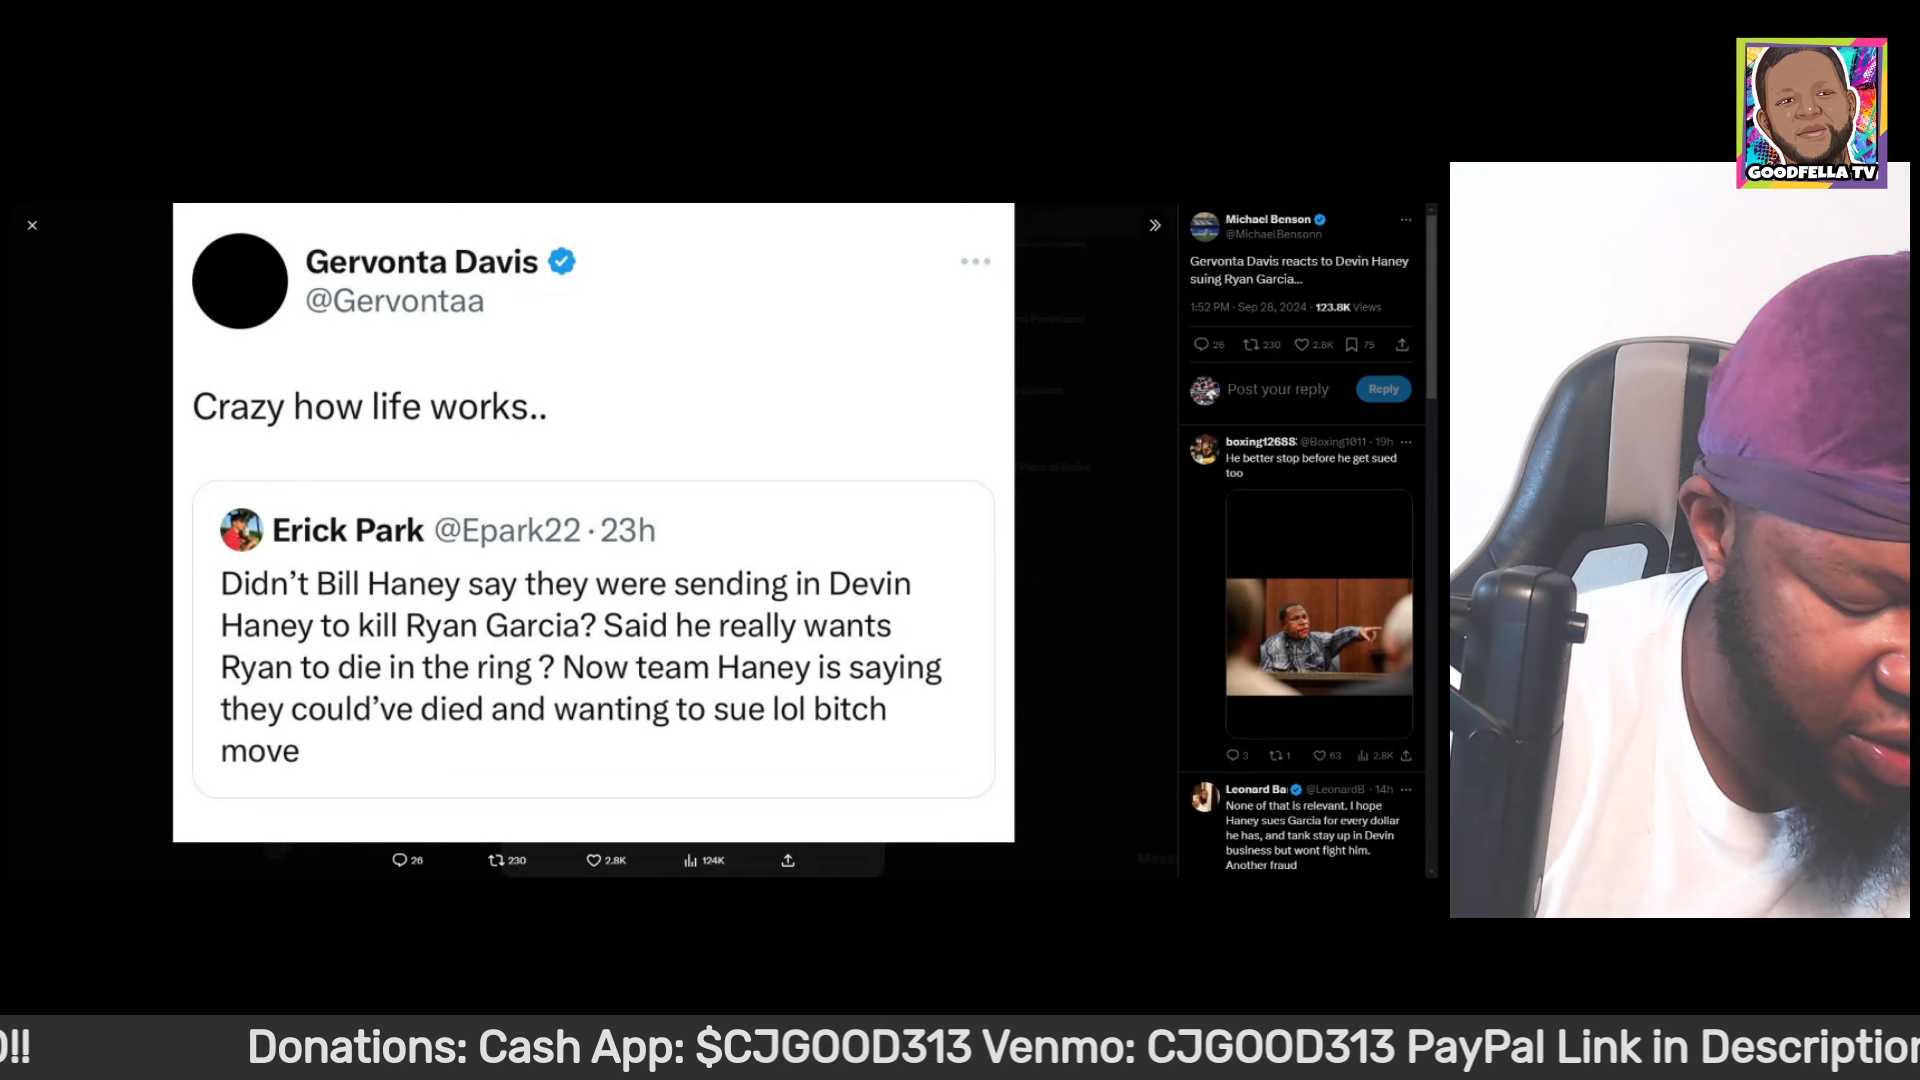 GOODFELLA TV
Gervonta Davis
@Gervontaa
Crazy how life works..
Erick Park @Epark22 · 23h
Didn't Bill Haney say they were sending in Devin
Haney to kill Ryan Garcia? Said he really wants
Ryan to die in the ring ? Now team Haney is saying
they could've died and wanting to sue lol bitch
move
26 230 2.8K 124K
Michael Benson
@MichaelBensonn
Gervonta Davis reacts to Devin Haney
suing Ryan Garcia...
1:52 PM · Sep 28, 2024 · 123.8K Views
26 230 2.8K 75
Post your reply Reply
boxing12688 @Boxing1011 · 19h
He better stop before he get sued
too
3 1 63 2.8K
Leonard Ba @LeonardB · 14h
None of that is relevant. I hope
Haney sues Garcia for every dollar
he has, and tank stay up in Devin
business but wont fight him.
Another fraud
!! Donations: Cash App: $CJGOOD313 Venmo: CJGOOD313 PayPal Link in Description